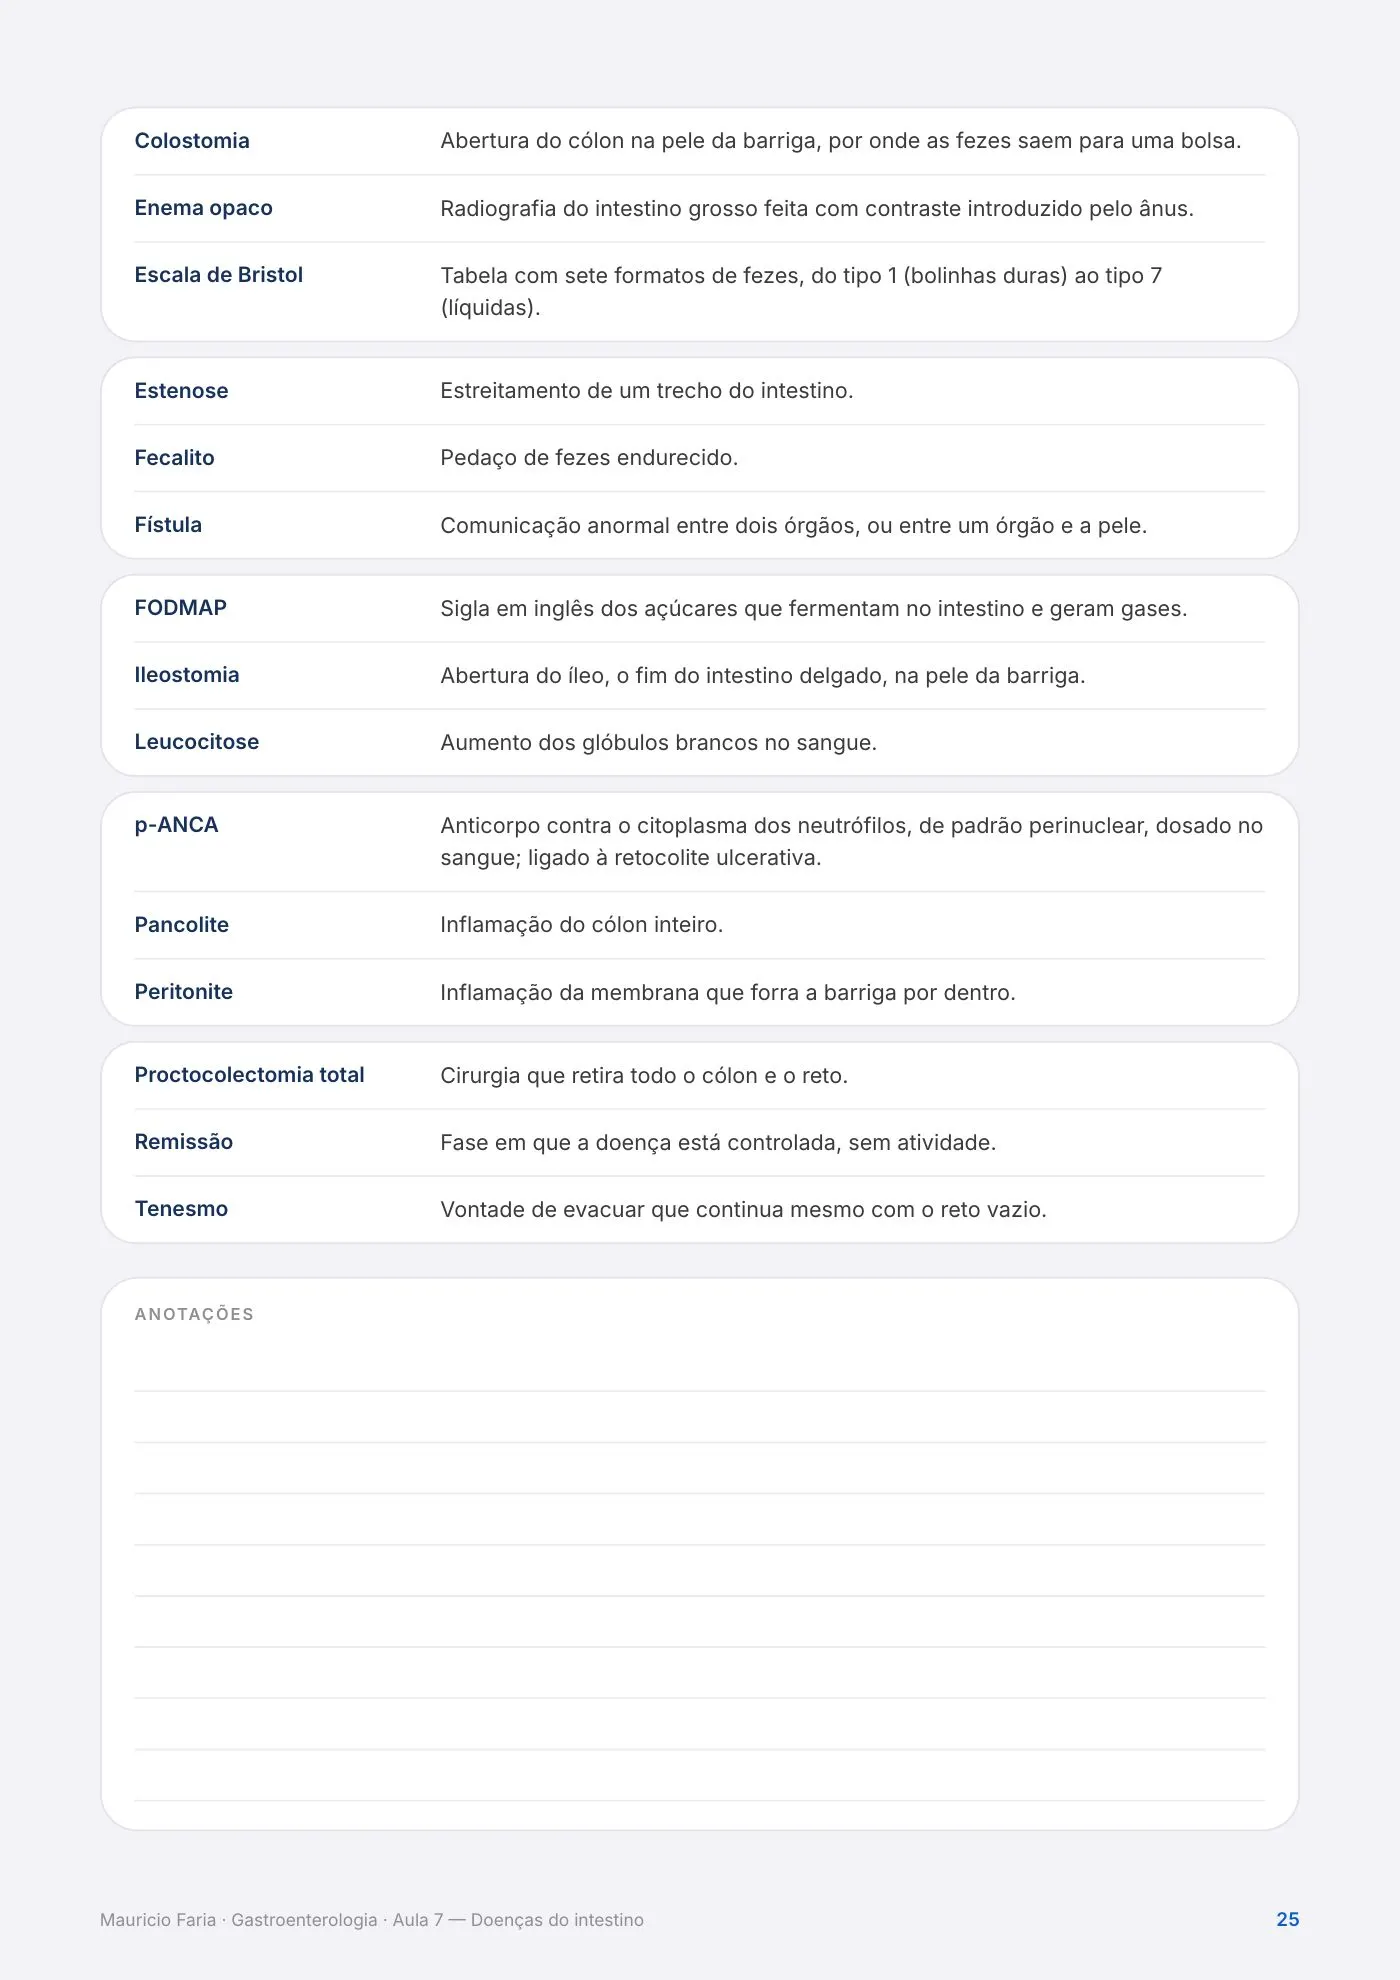 Colostomia
Abertura do cólon na pele da barriga, por onde as fezes saem para uma bolsa.
Enema opaco
Radiografia do intestino grosso feita com contraste introduzido pelo ânus.
Escala de Bristol
Tabela com sete formatos de fezes, do tipo 1 (bolinhas duras) ao tipo 7
(líquidas).
Estenose
Estreitamento de um trecho do intestino.
Fecalito
Pedaço de fezes endurecido.
Fístula
Comunicação anormal entre dois órgãos, ou entre um órgão e a pele.
FODMAP
Sigla em inglês dos açúcares que fermentam no intestino e geram gases.
Ileostomia
Abertura do íleo, o fim do intestino delgado, na pele da barriga.
Leucocitose
Aumento dos glóbulos brancos no sangue.
p-ANCA
Anticorpo contra o citoplasma dos neutrófilos, de padrão perinuclear, dosado no
sangue; ligado à retocolite ulcerativa.
Pancolite
Inflamação do cólon inteiro.
Peritonite
Inflamação da membrana que forra a barriga por dentro.
Proctocolectomia total
Cirurgia que retira todo o cólon e o reto.
Remissão
Fase em que a doença está controlada, sem atividade.
Tenesmo
Vontade de evacuar que continua mesmo com o reto vazio.
ANOTAÇÕES
Mauricio Faria · Gastroenterologia · Aula 7 — Doenças do intestino
25